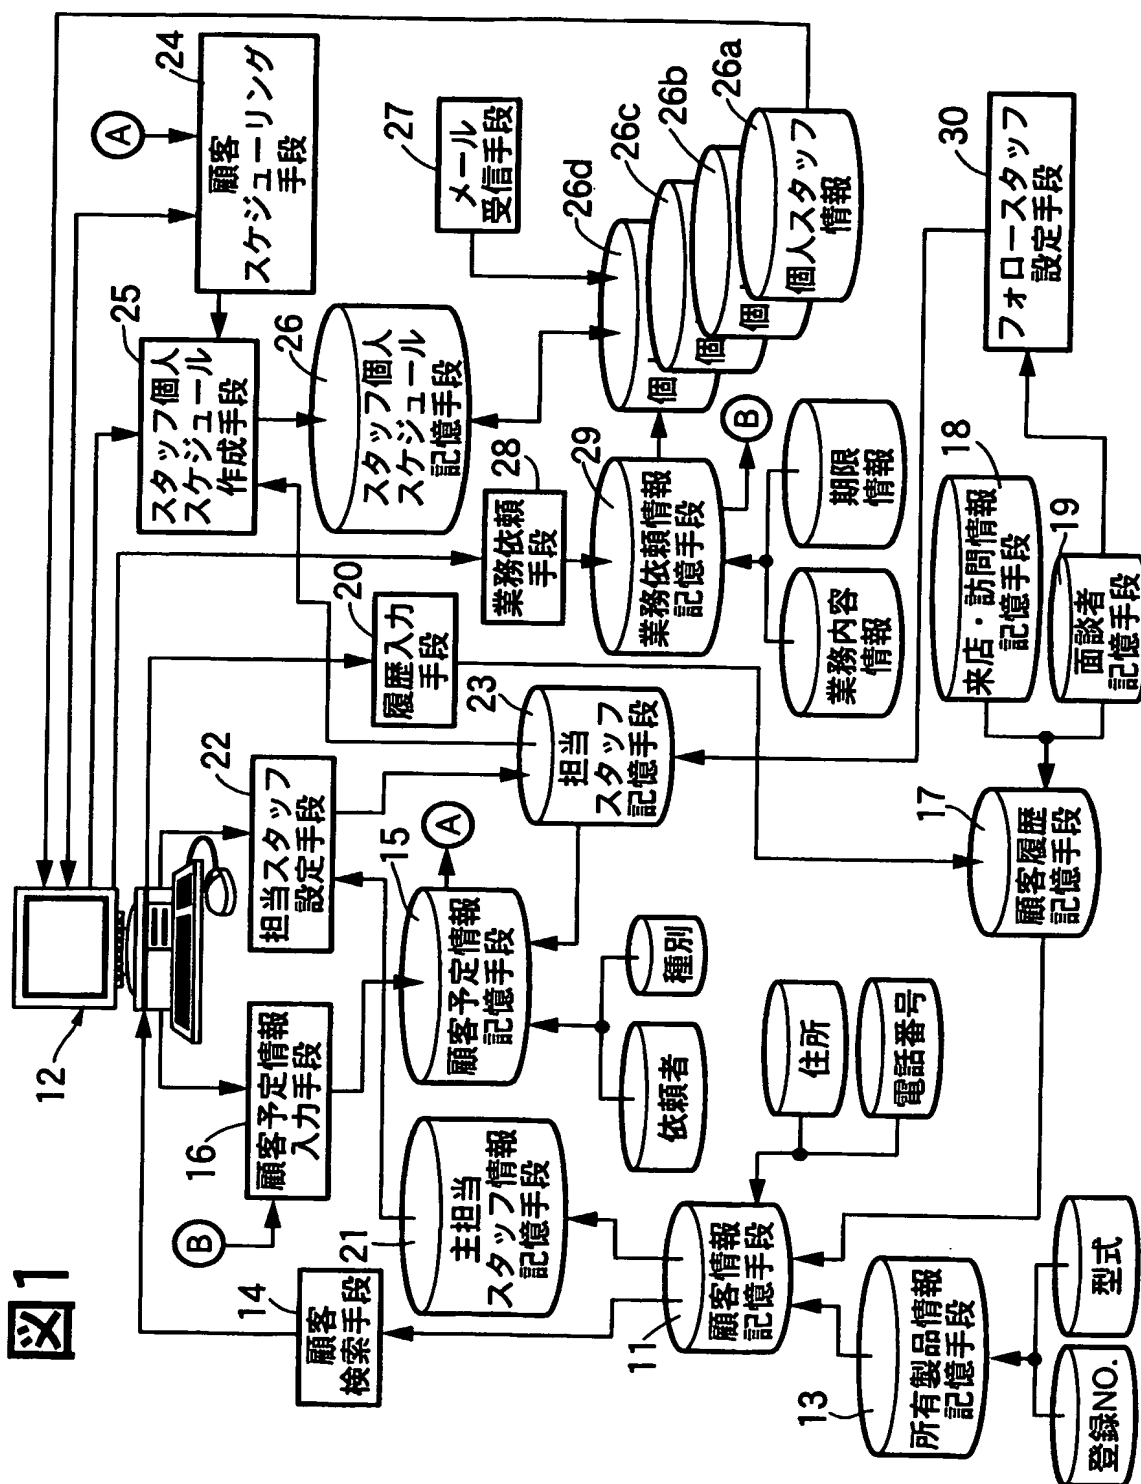 図1
12
14
顧客
検索手段
B
16
顧客予定情報
入力手段
22
担当スタッフ
設定手段
20
履歴入力
手段
25
スタッフ個人
スケジュール
作成手段
A
24
顧客
スケジューリング
手段
21
主担当
スタッフ情報
記憶手段
15
顧客予定情報
記憶手段
A
23
担当
スタッフ
記憶手段
28
業務依頼
手段
26
スタッフ個人
スケジュール
記憶手段
27
メール
受信手段
29
業務依頼情報
記憶手段
B
26d
26c
26b
26a
個
個
個
個人スタッフ
情報
依頼者
種別
業務内容
情報
期限
情報
11
顧客情報
記憶手段
住所
電話番号
13
所有製品情報
記憶手段
17
顧客履歴
記憶手段
18
来店・訪問情報
記憶手段
19
面談者
記憶手段
30
フォロースタッフ
設定手段
登録NO.
型式